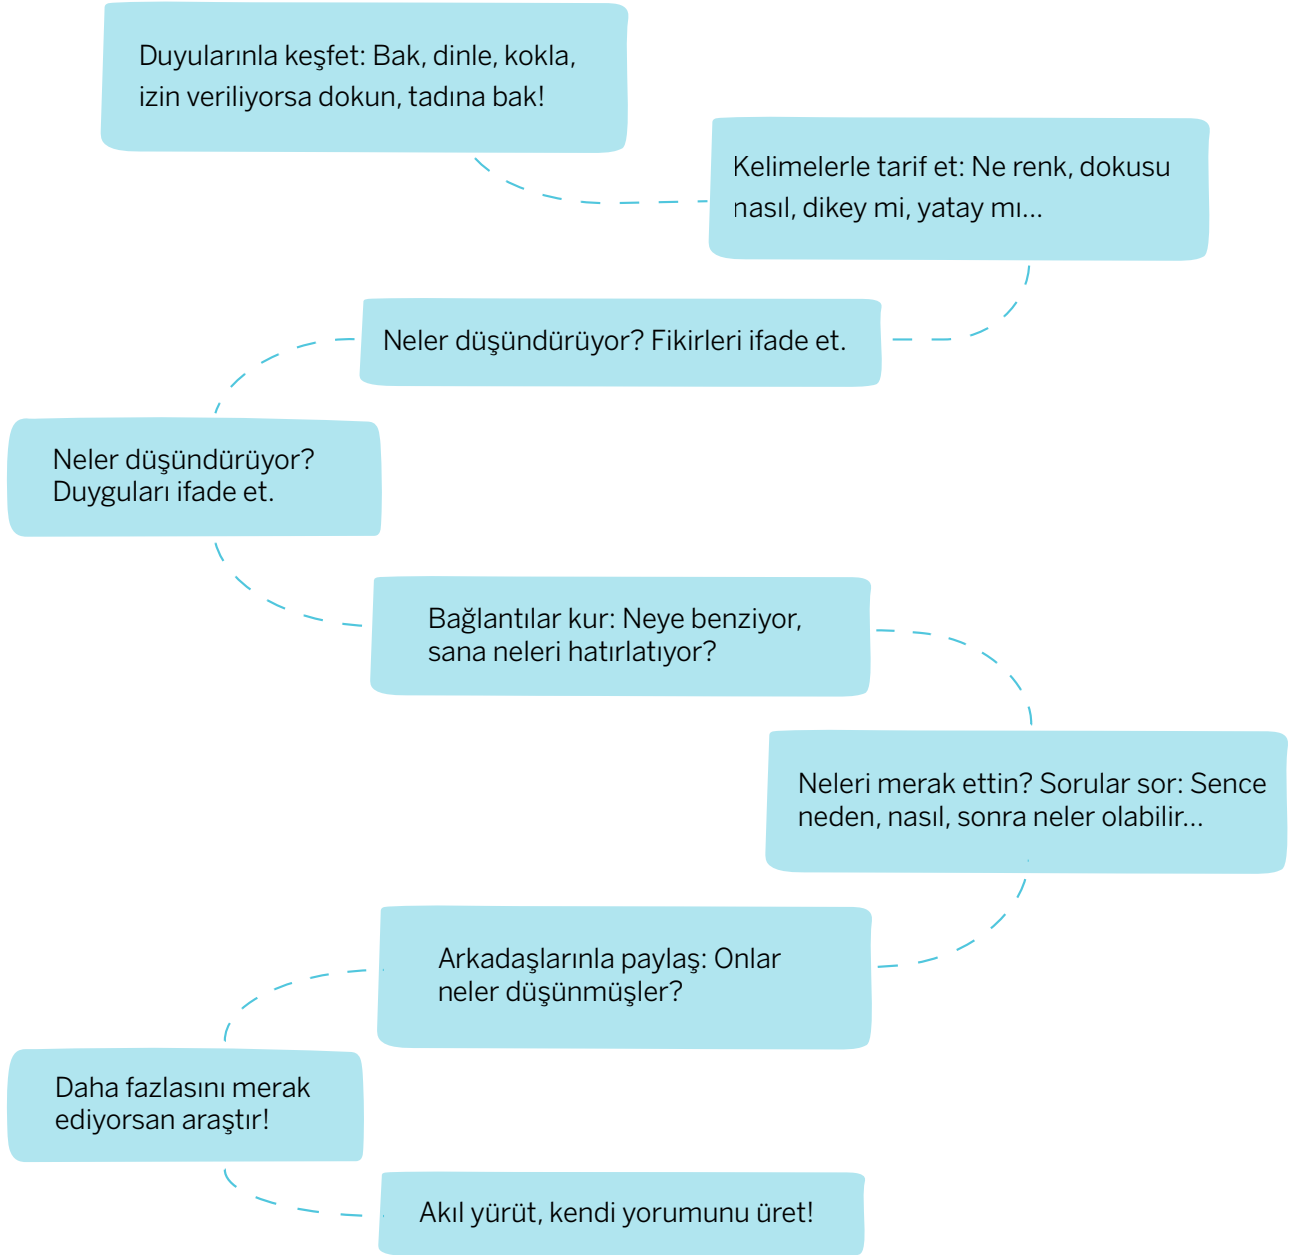 Duyularınla keşfet: Bak, dinle, kokla,
izin veriliyorsa dokun, tadına bak!
Kelimelerle tarif et: Ne renk, dokusu
nasıl, dikey mi, yatay mı...
Neler düşündürüyor? Fikirleri ifade et.
Neler düşündürüyor?
Duyguları ifade et.
Bağlantılar kur: Neye benziyor,
sana neleri hatırlatıyor?
Neleri merak ettin? Sorular sor: Sence
neden, nasıl, sonra neler olabilir...
Arkadaşlarınla paylaş: Onlar
neler düşünmüşler?
Daha fazlasını merak
ediyorsan araştır!
Akıl yürüt, kendi yorumunu üret!